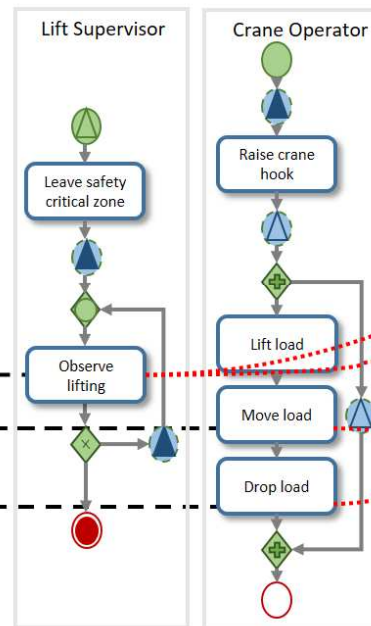 Lift Supervisor
Crane Operator
Leave safety
critical zone
Raise crane
hook
Lift load
Observe
lifting
Move load
X
Drop load